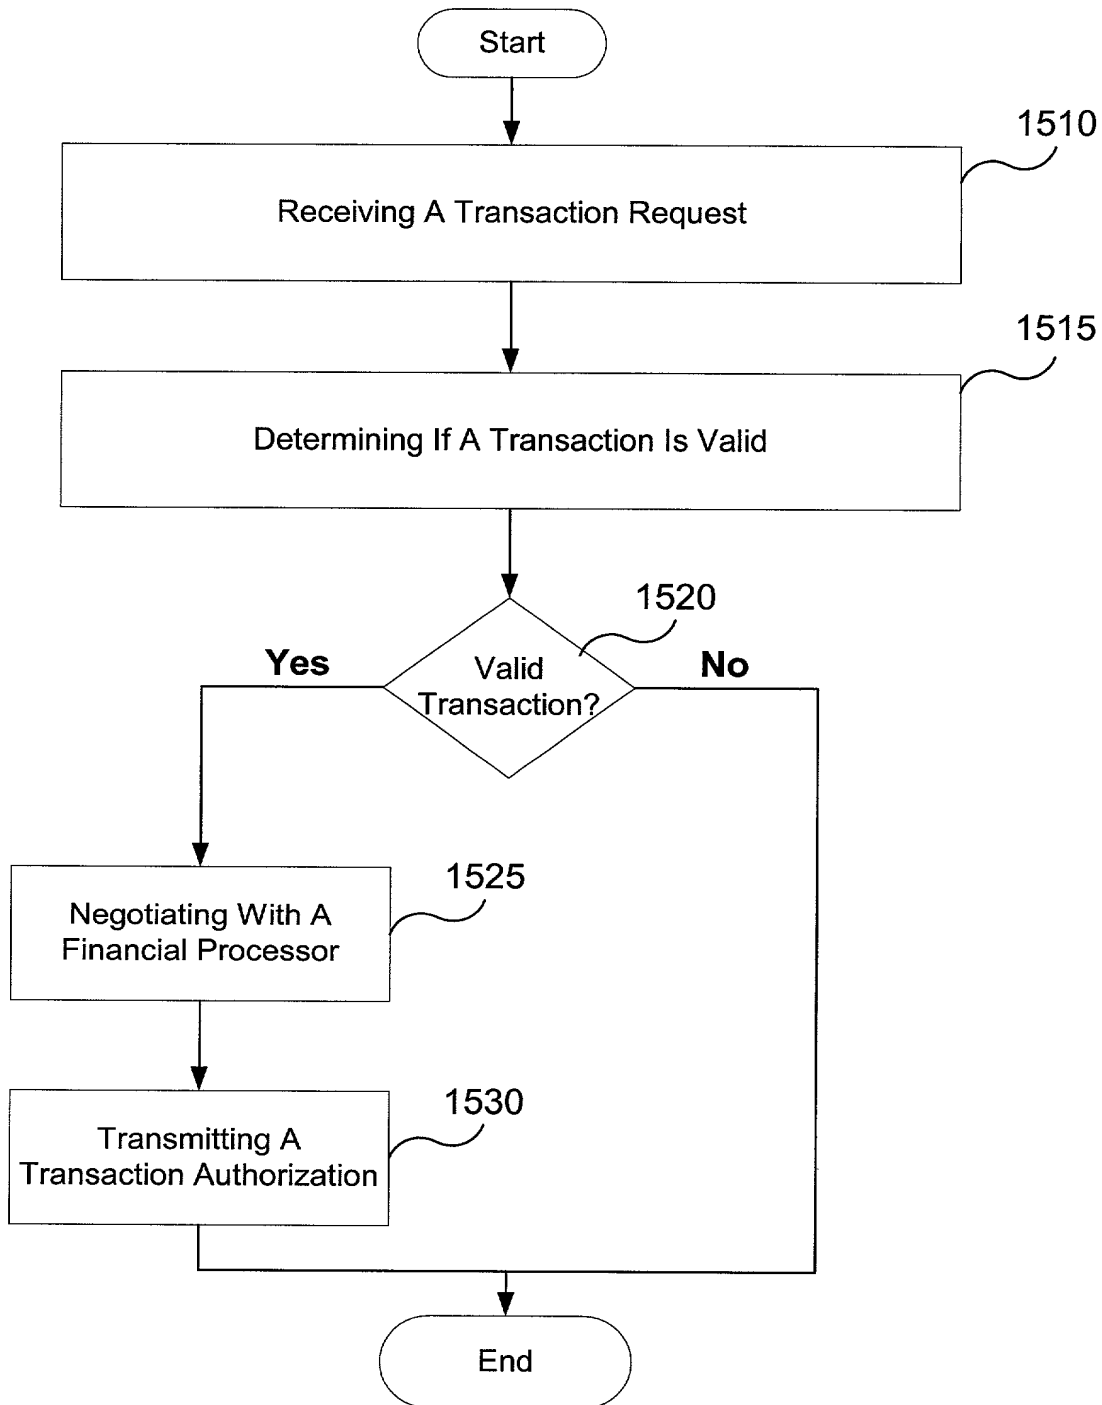 Start
1510
Receiving A Transaction Request
1515
Determining If A Transaction Is Valid
1520
Yes
Valid
Transaction?
No
1525
Negotiating With A
Financial Processor
1530
Transmitting A
Transaction Authorization
End